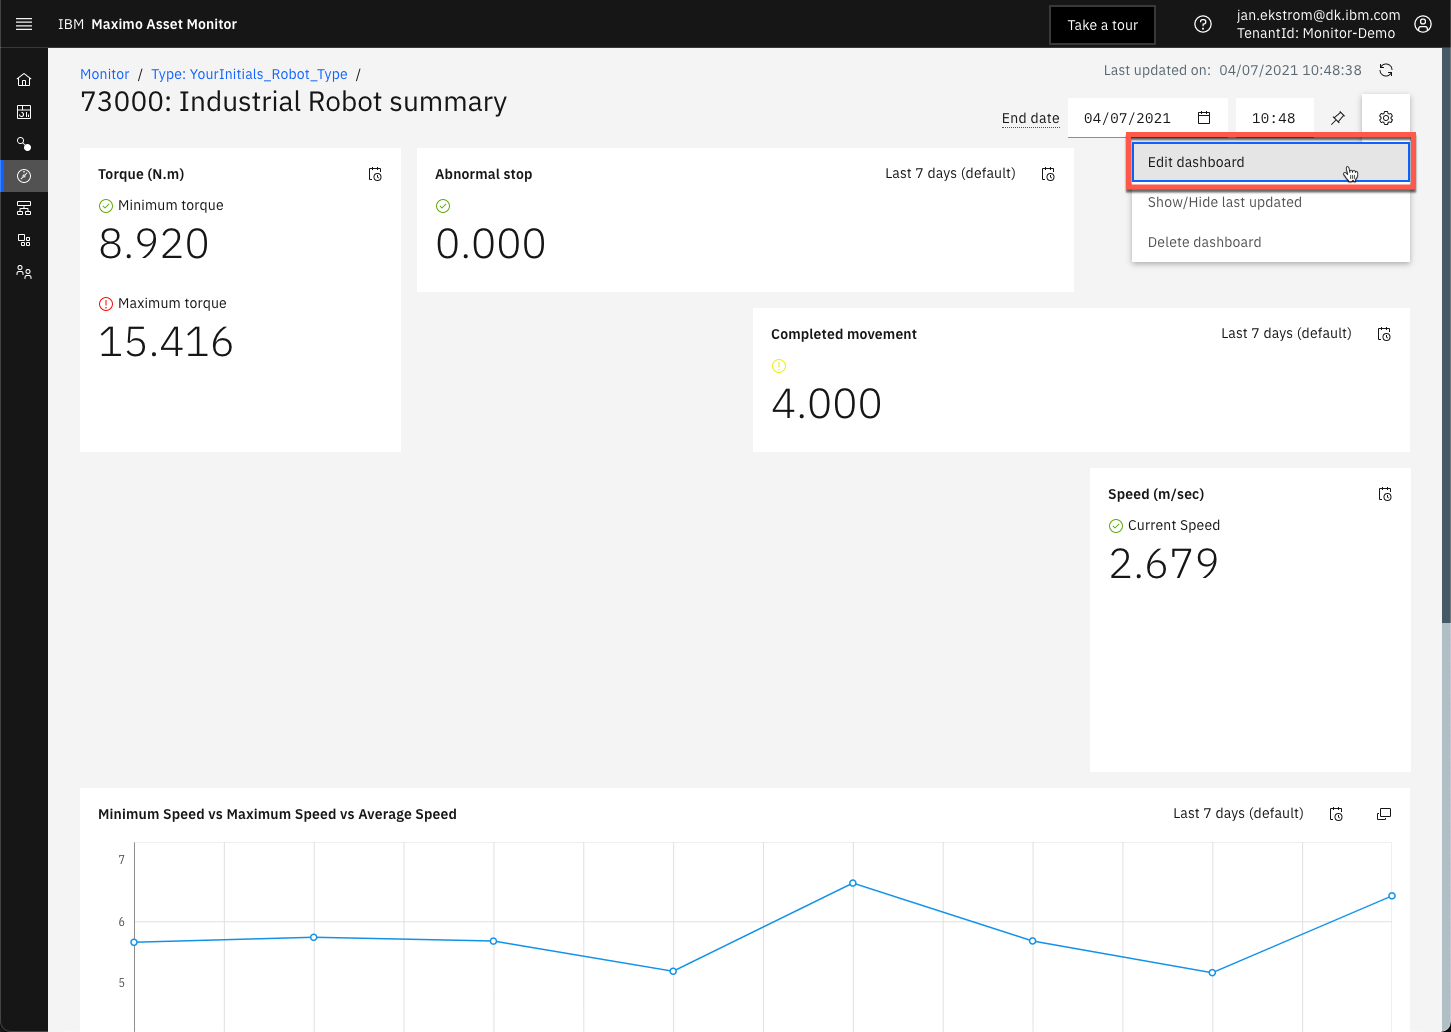 IBM Maximo Asset Monitor
Take a tour
jan.ekstrom@dk.ibm.com
TenantId: Monitor-Demo
Monitor / Type: YourInitials_Robot_Type /
Last updated on: 04/07/2021 10:48:38
73000: Industrial Robot summary
End date 04/07/2021 10:48
Edit dashboard
Show/Hide last updated
Delete dashboard
Torque (N.m)
Minimum torque
8.920
Maximum torque
15.416
Abnormal stop Last 7 days (default)
0.000
Completed movement Last 7 days (default)
4.000
Speed (m/sec)
Current Speed
2.679
Minimum Speed vs Maximum Speed vs Average Speed Last 7 days (default)
7
6
5